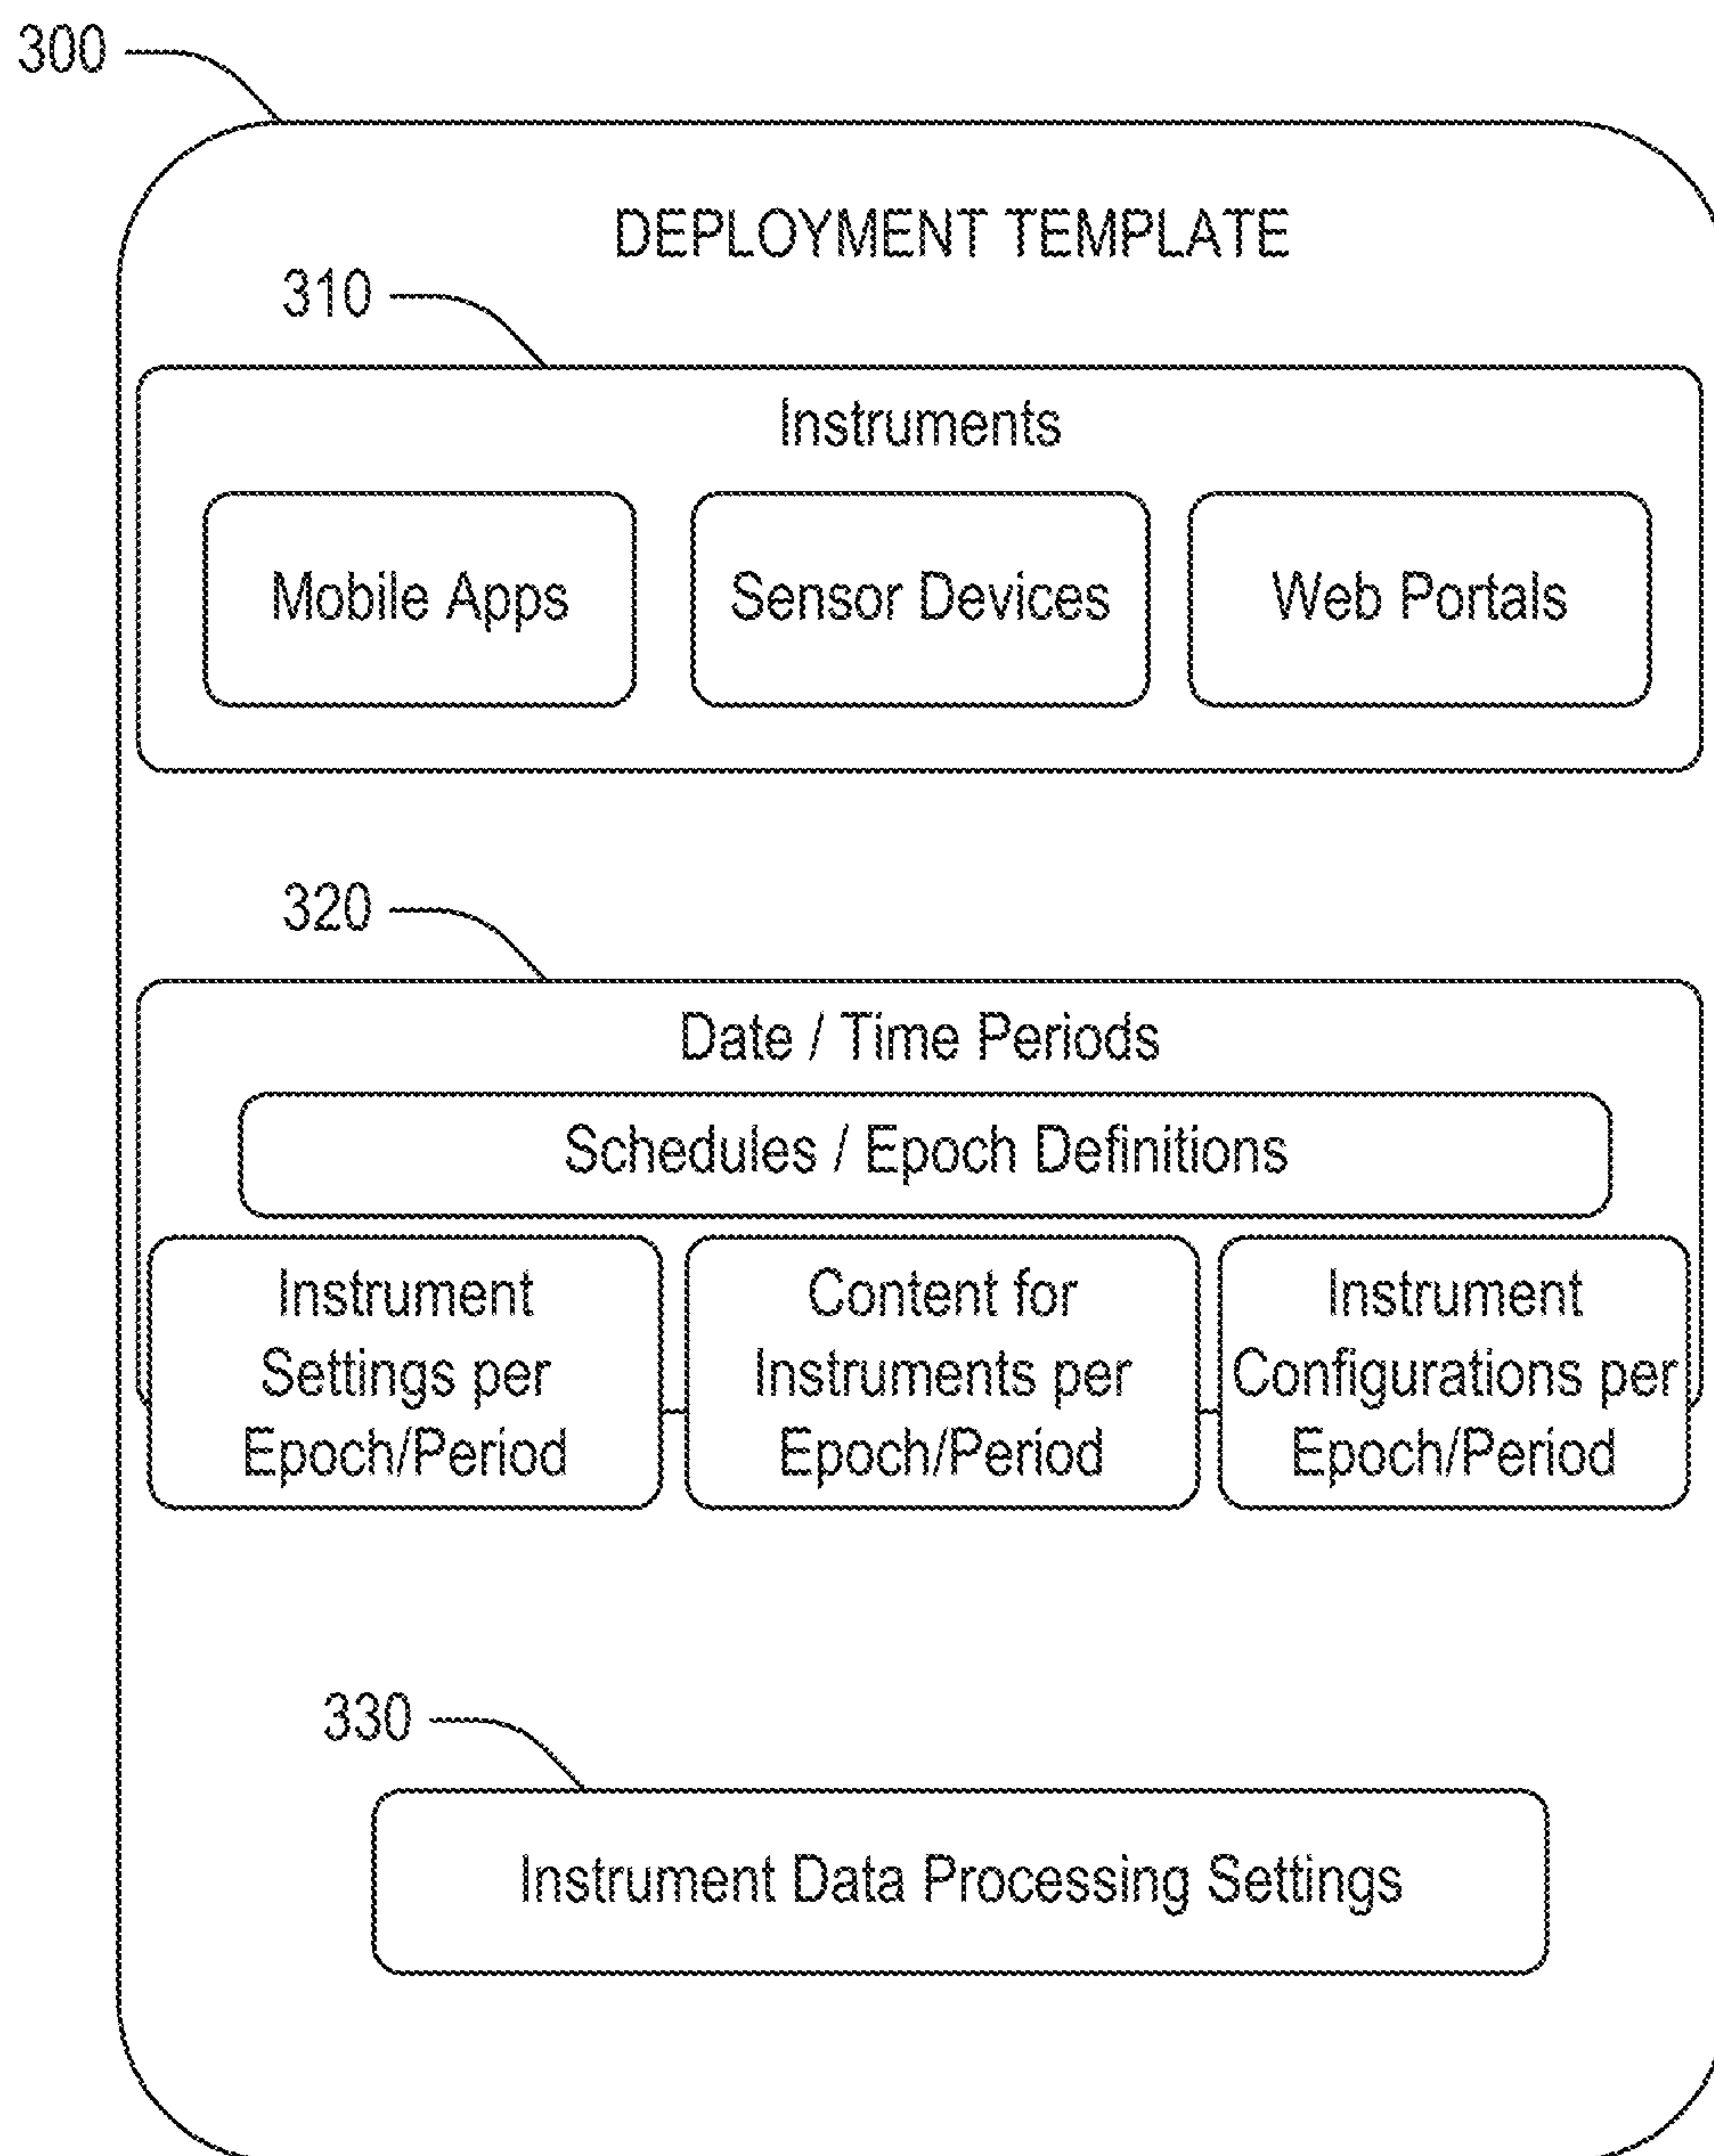 300
DEPLOYMENT TEMPLATE
310
Instruments
Mobile Apps
Sensor Devices
Web Portals
320
Date / Time Periods
Schedules / Epoch Definitions
Instrument
Settings per
Epoch/Period
Content for
Instruments per
Epoch/Period
Instrument
Configurations per
Epoch/Period
330
Instrument Data Processing Settings